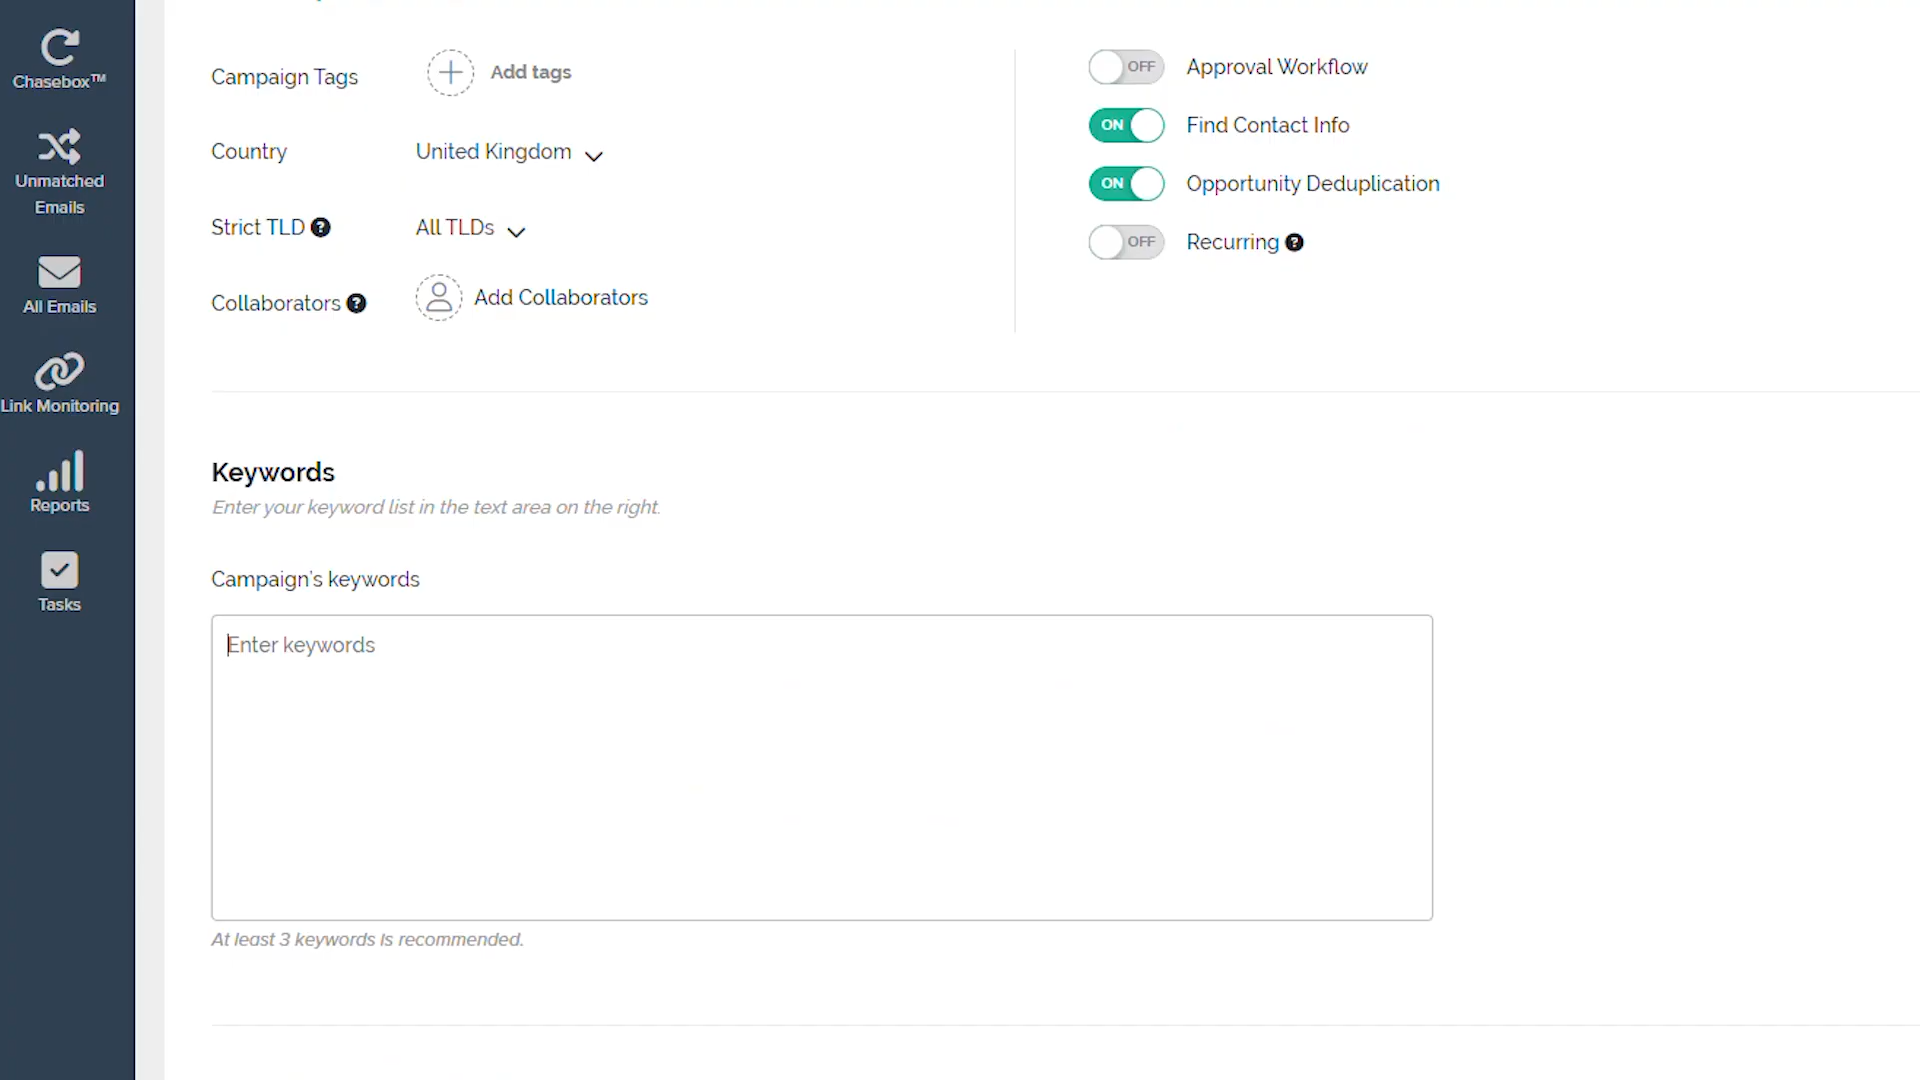 Chasebox™
Unmatched
Emails
All Emails
Link Monitoring
Reports
Tasks
Campaign Tags
Add tags
Country
United Kingdom
Strict TLD ?
All TLDs
Collaborators ?
Add Collaborators
OFF Approval Workflow
ON Find Contact Info
ON Opportunity Deduplication
OFF Recurring ?
Keywords
Enter your keyword list in the text area on the right.
Campaign's keywords
Enter keywords
At least 3 keywords is recommended.